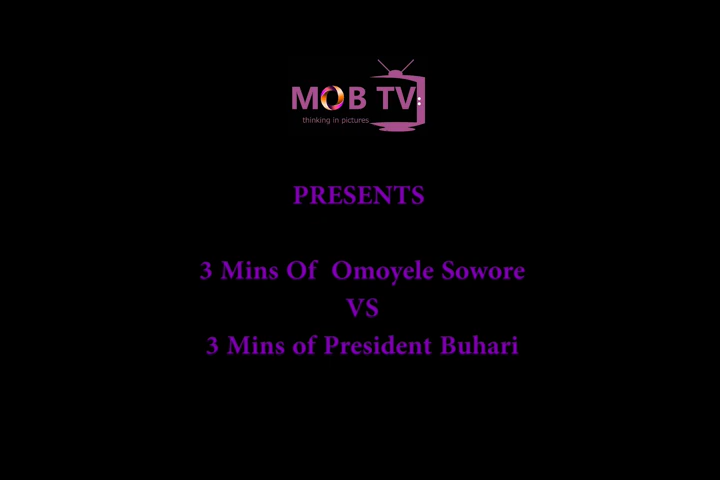 MOB TV
thinking in pictures
PRESENTS
3 Mins Of Omoyele Sowore
VS
3 Mins of President Buhari